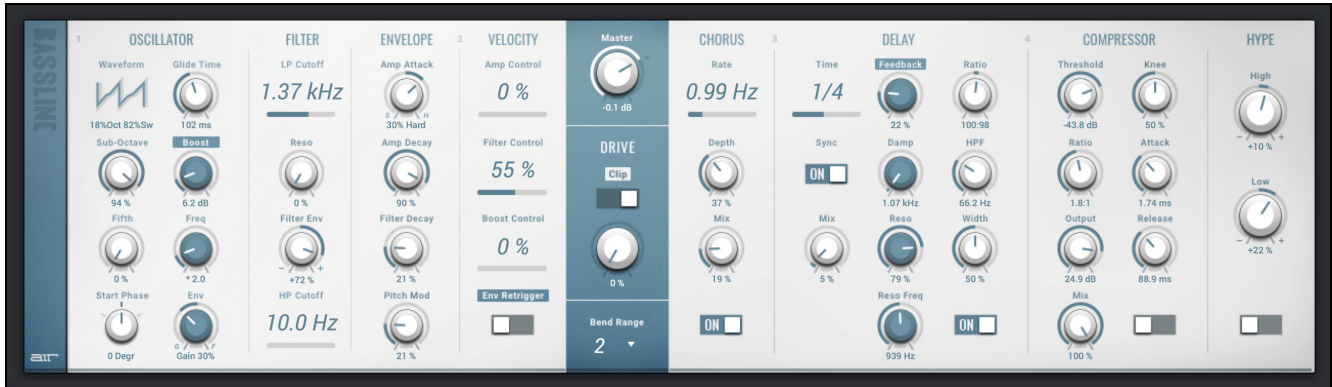 BASSLINE
air
1 OSCILLATOR
Waveform
18%Oct 82%Sw
Glide Time
102 ms
Sub-Octave
94 %
Boost
6.2 dB
Fifth
0 %
Freq
* 2.0
Start Phase
0 Degr
Env
G F
Gain 30%
FILTER
LP Cutoff
1.37 kHz
Reso
0 %
Filter Env
− +
+72 %
HP Cutoff
10.0 Hz
ENVELOPE
Amp Attack
S H
30% Hard
Amp Decay
90 %
Filter Decay
21 %
Pitch Mod
21 %
2 VELOCITY
Amp Control
0 %
Filter Control
55 %
Boost Control
0 %
Env Retrigger
Master
-0.1 dB
DRIVE
Clip
0 %
Bend Range
2
CHORUS
Rate
0.99 Hz
Depth
37 %
Mix
19 %
ON
3 DELAY
Time
1/4
Sync
ON
Mix
5 %
Feedback
22 %
Ratio
100:98
Damp
1.07 kHz
HPF
66.2 Hz
Reso
79 %
Width
50 %
Reso Freq
939 Hz
ON
4 COMPRESSOR
Threshold
-43.8 dB
Knee
50 %
Ratio
1.8:1
Attack
1.74 ms
Output
24.9 dB
Release
88.9 ms
Mix
100 %
HYPE
High
− +
+10 %
Low
− +
+22 %